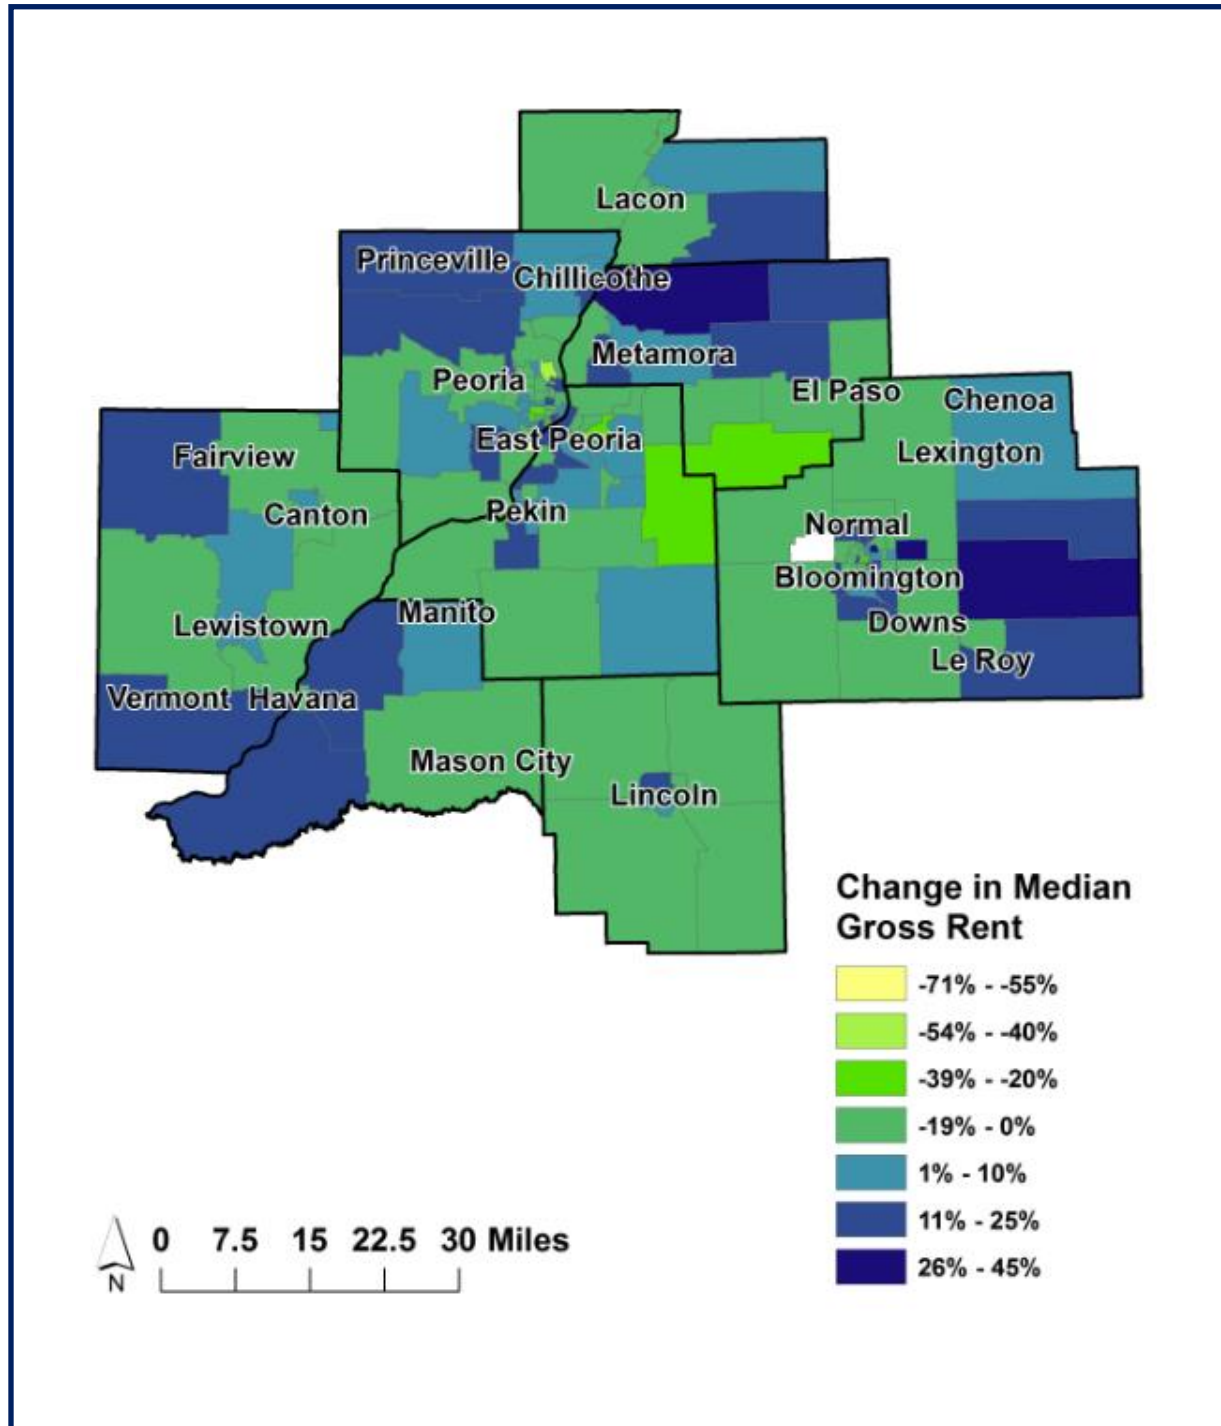 Lacon
Princeville
Chillicothe
Metamora
Peoria
El Paso
Chenoa
East Peoria
Fairview
Lexington
Canton
Pekin
Normal
Bloomington
Manito
Lewistown
Downs
Le Roy
Vermont
Havana
Mason City
Lincoln
Change in Median
Gross Rent
-71% - -55%
-54% - -40%
-39% - -20%
-19% - 0%
1% - 10%
11% - 25%
26% - 45%
0 7.5 15 22.5 30 Miles
N